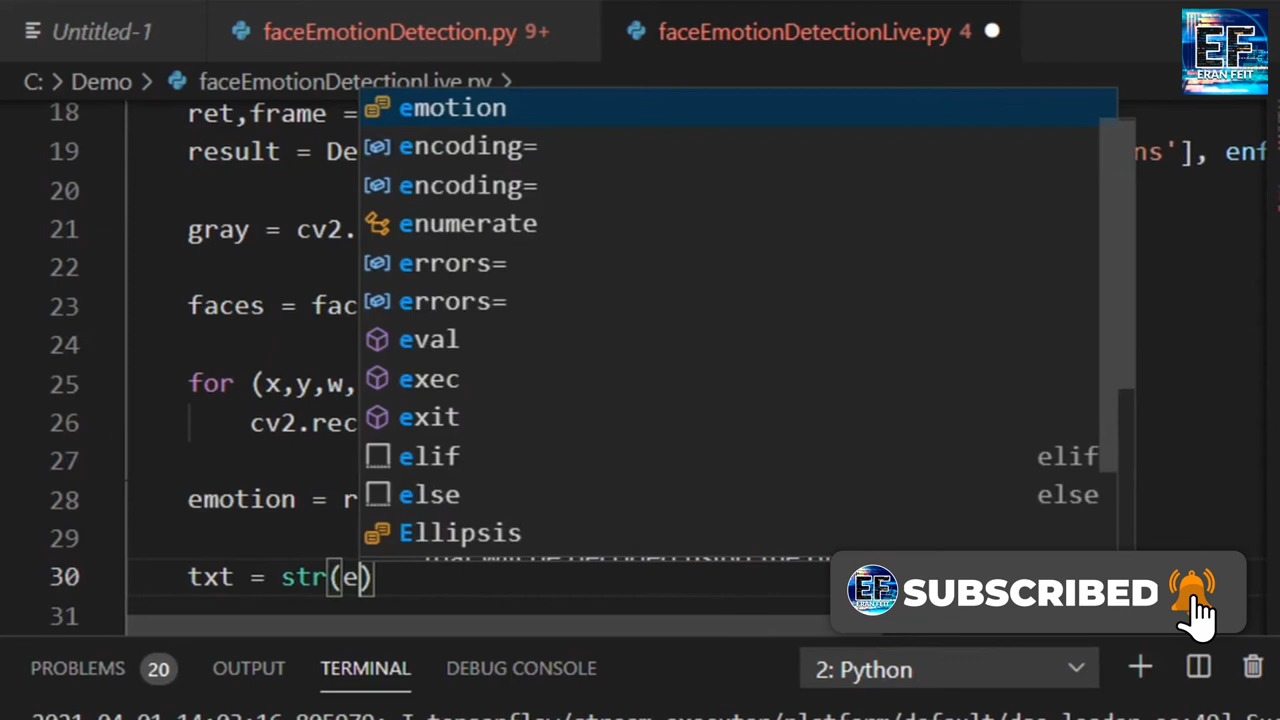 Untitled-1 faceEmotionDetection.py 9+ faceEmotionDetectionLive.py 4
EF
ERAN FEIT
C: > Demo > faceEmotionDetectionLive.py >
18 ret,frame =
emotion
19 result = De ns'], enf
encoding=
20 encoding=
21 gray = cv2. enumerate
22 errors=
23 faces = fac errors=
24 eval
25 for (x,y,w, exec
26 cv2.rec exit
27 elif elif
28 emotion = r else else
29 Ellipsis
30 txt = str(e)
31
EF SUBSCRIBED
PROBLEMS 20 OUTPUT TERMINAL DEBUG CONSOLE 2: Python